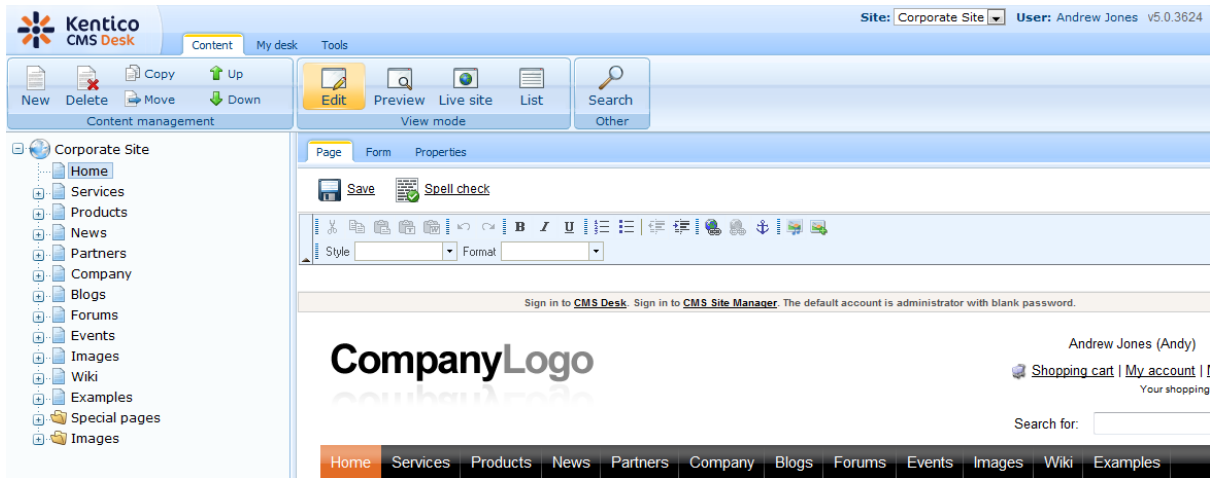 Kentico
CMS Desk
Site: Corporate Site User: Andrew Jones v5.0.3624
Content My desk Tools
New Delete Copy Move Up Down
Content management
Edit Preview Live site List
View mode
Search
Other
Corporate Site
Home
Services
Products
News
Partners
Company
Blogs
Forums
Events
Images
Wiki
Examples
Special pages
Images
Page Form Properties
Save Spell check
B I U
Style Format
Sign in to CMS Desk. Sign in to CMS Site Manager. The default account is administrator with blank password.
CompanyLogo
Andrew Jones (Andy)
Shopping cart | My account |
Your shopping
Search for:
Home Services Products News Partners Company Blogs Forums Events Images Wiki Examples